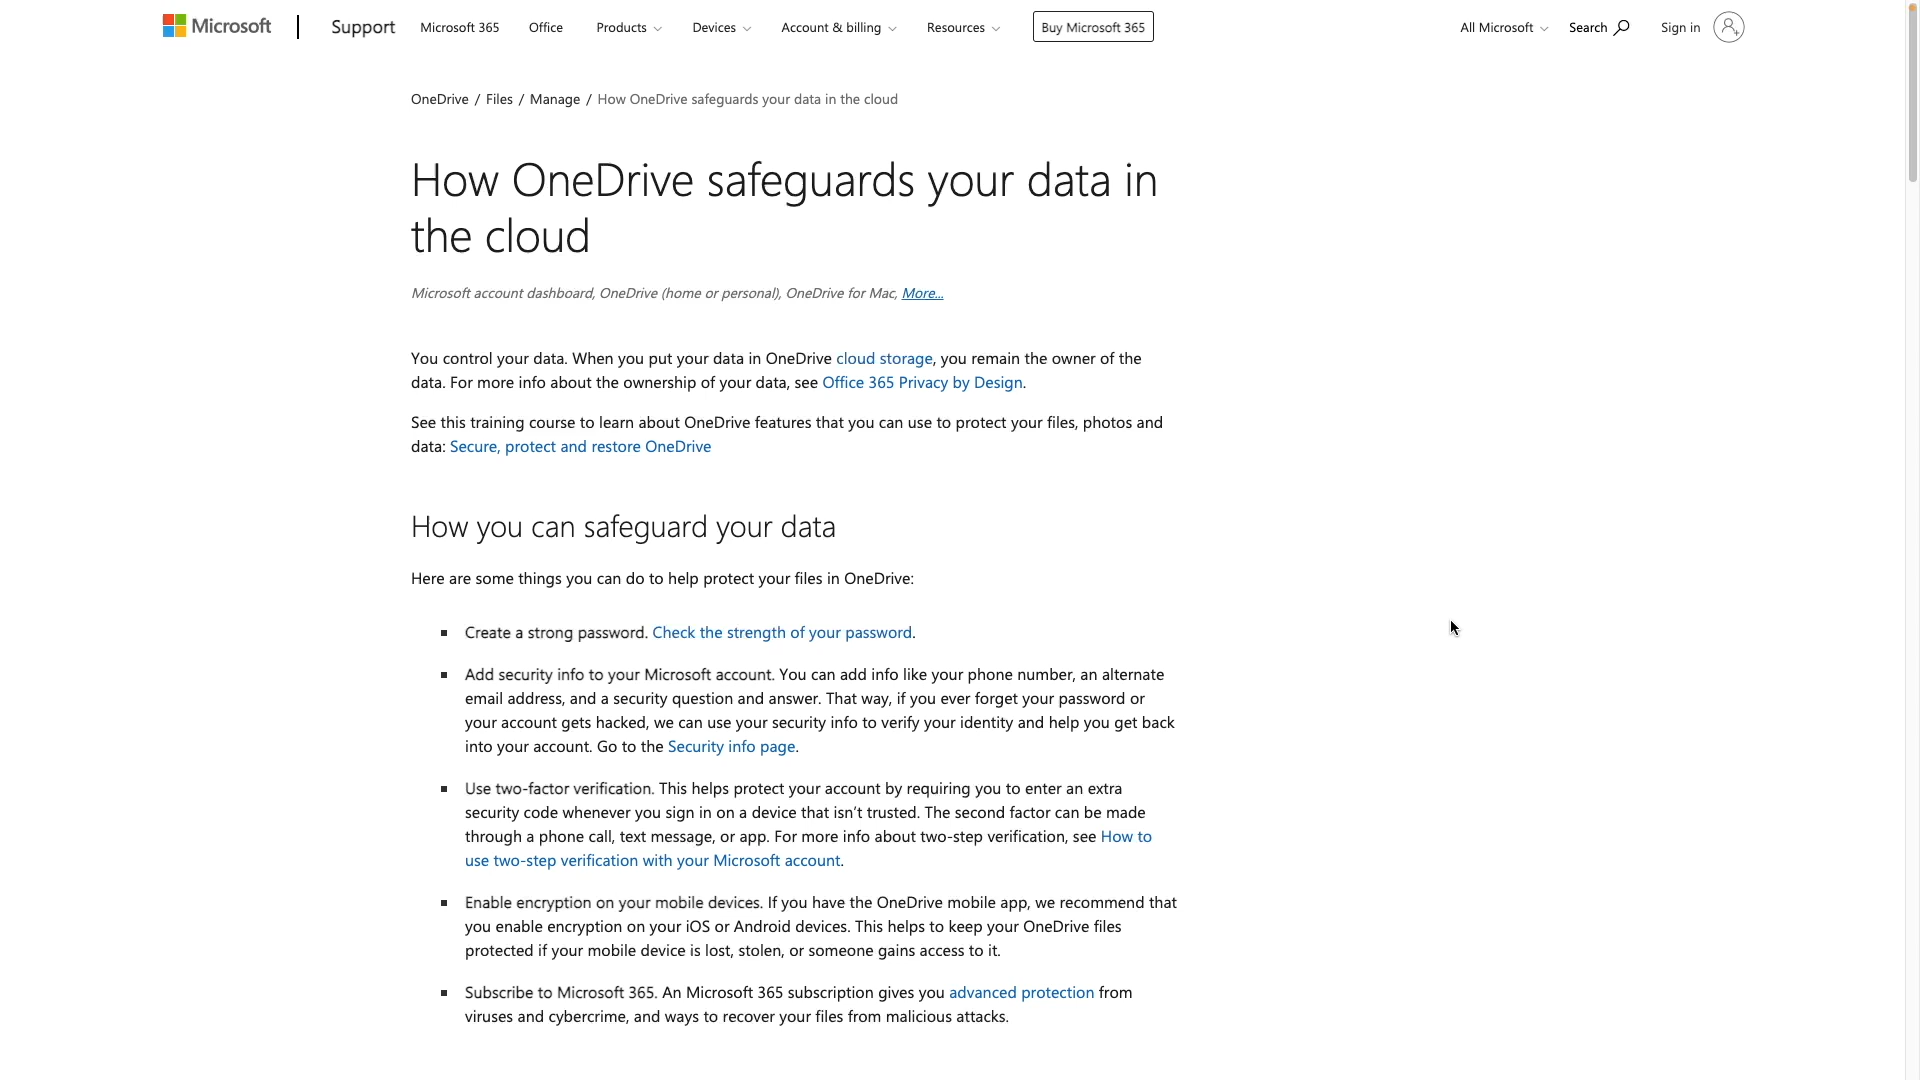 Microsoft Support Microsoft 365 Office Products Devices Account & billing Resources Buy Microsoft 365 All Microsoft Search Sign in
OneDrive / Files / Manage / How OneDrive safeguards your data in the cloud
How OneDrive safeguards your data in
the cloud
Microsoft account dashboard, OneDrive (home or personal), OneDrive for Mac, More...
You control your data. When you put your data in OneDrive cloud storage, you remain the owner of the
data. For more info about the ownership of your data, see Office 365 Privacy by Design.
See this training course to learn about OneDrive features that you can use to protect your files, photos and
data: Secure, protect and restore OneDrive
How you can safeguard your data
Here are some things you can do to help protect your files in OneDrive:
Create a strong password. Check the strength of your password.
Add security info to your Microsoft account. You can add info like your phone number, an alternate
email address, and a security question and answer. That way, if you ever forget your password or
your account gets hacked, we can use your security info to verify your identity and help you get back
into your account. Go to the Security info page.
Use two-factor verification. This helps protect your account by requiring you to enter an extra
security code whenever you sign in on a device that isn't trusted. The second factor can be made
through a phone call, text message, or app. For more info about two-step verification, see How to
use two-step verification with your Microsoft account.
Enable encryption on your mobile devices. If you have the OneDrive mobile app, we recommend that
you enable encryption on your iOS or Android devices. This helps to keep your OneDrive files
protected if your mobile device is lost, stolen, or someone gains access to it.
Subscribe to Microsoft 365. An Microsoft 365 subscription gives you advanced protection from
viruses and cybercrime, and ways to recover your files from malicious attacks.